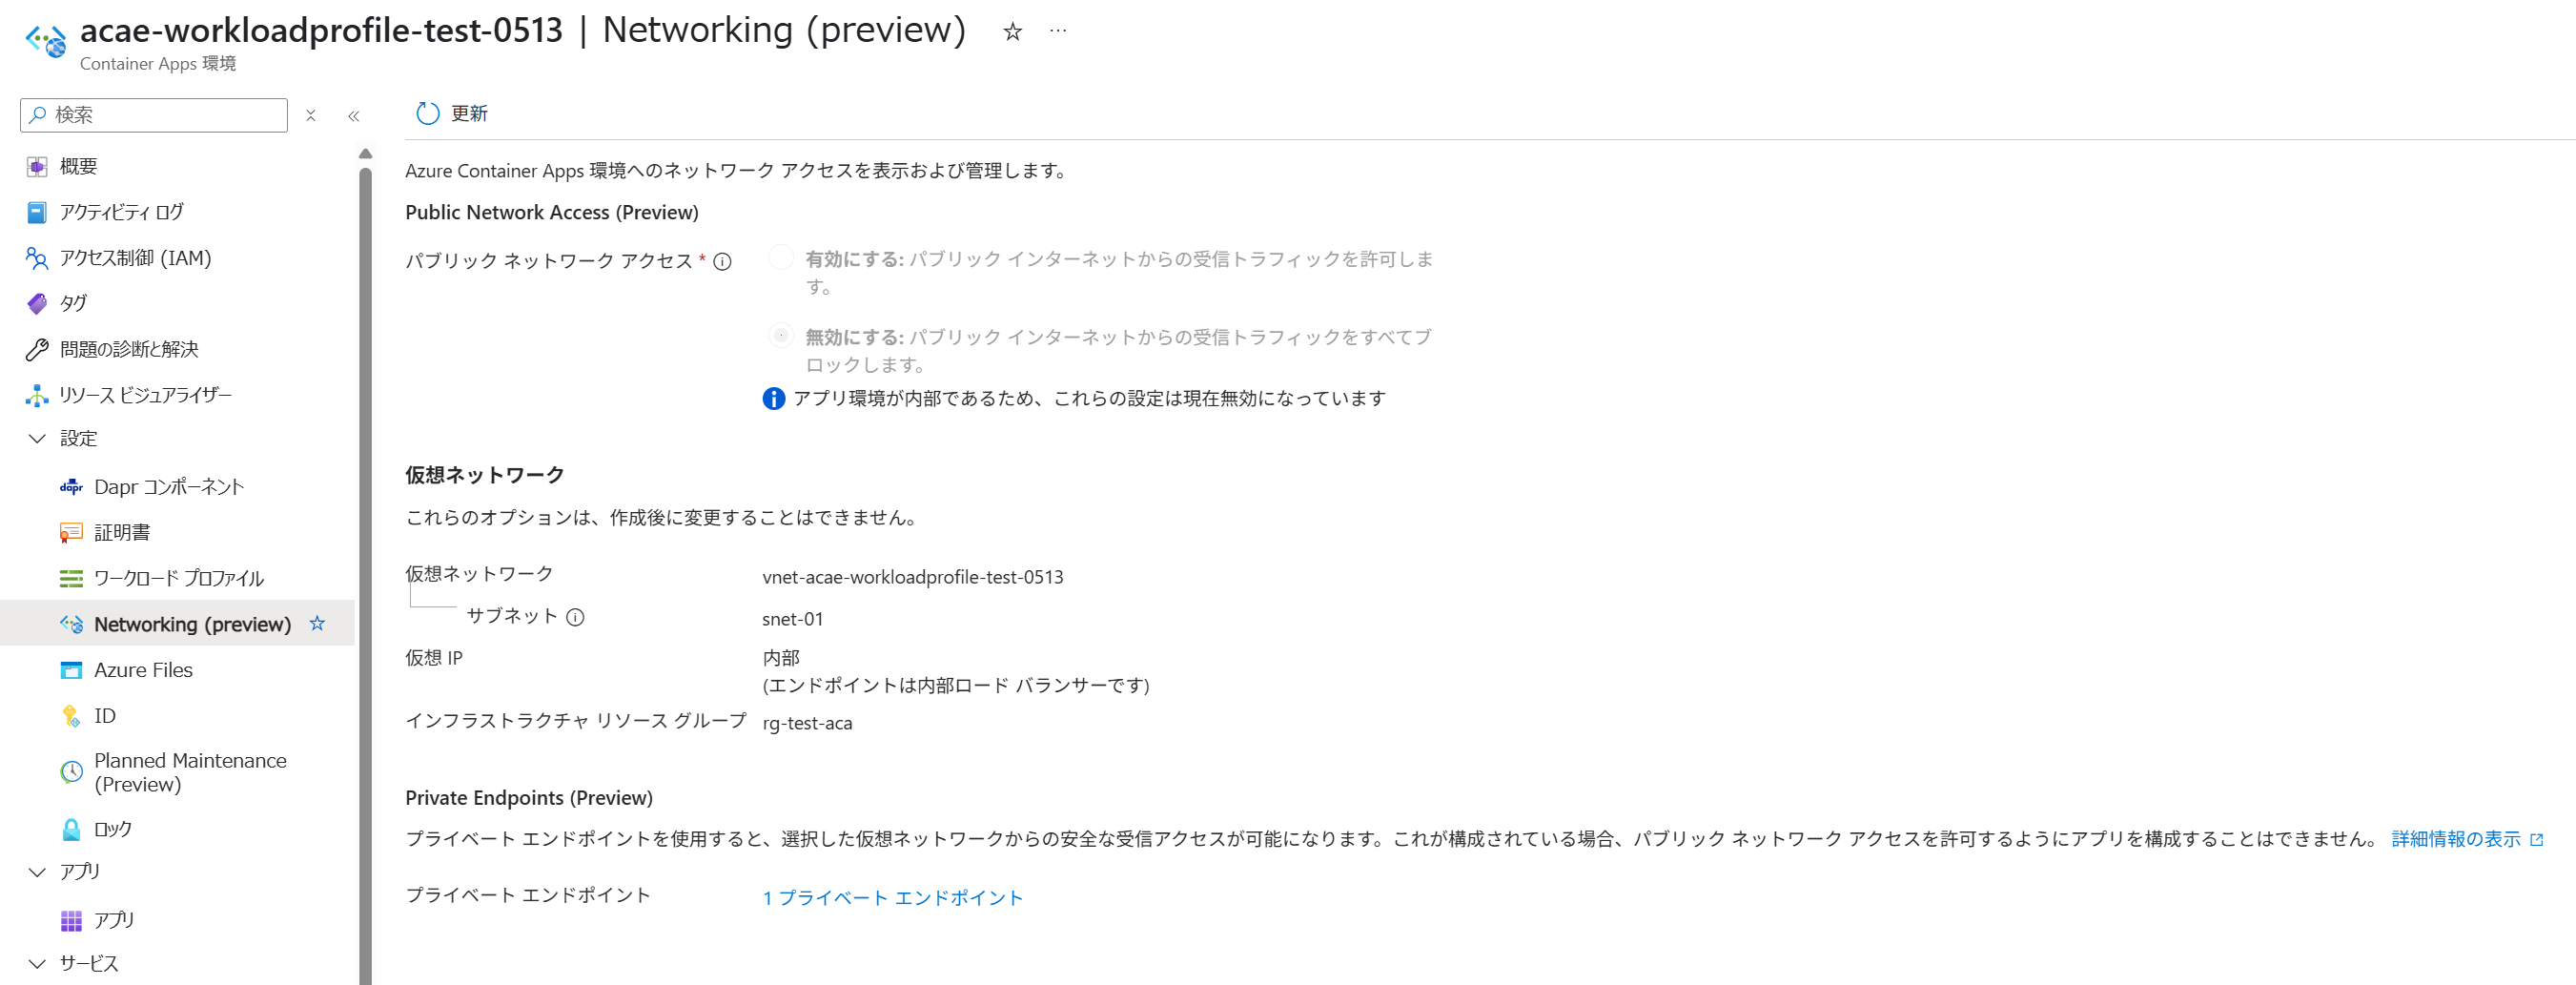 acae-workloadprofile-test-0513 | Networking (preview)
Container Apps 環境
検索
更新
概要
アクティビティ ログ
アクセス制御 (IAM)
タグ
問題の診断と解決
リソース ビジュアライザー
設定
Dapr コンポーネント
証明書
ワークロード プロファイル
Networking (preview)
Azure Files
ID
Planned Maintenance
(Preview)
ロック
アプリ
アプリ
サービス
Azure Container Apps 環境へのネットワーク アクセスを表示および管理します。
Public Network Access (Preview)
パブリック ネットワーク アクセス *
有効にする: パブリック インターネットからの受信トラフィックを許可しま
す。
無効にする: パブリック インターネットからの受信トラフィックをすべてブ
ロックします。
アプリ環境が内部であるため、これらの設定は現在無効になっています
仮想ネットワーク
これらのオプションは、作成後に変更することはできません。
仮想ネットワーク
vnet-acae-workloadprofile-test-0513
サブネット
snet-01
仮想 IP
内部
(エンドポイントは内部ロード バランサーです)
インフラストラクチャ リソース グループ
rg-test-aca
Private Endpoints (Preview)
プライベート エンドポイントを使用すると、選択した仮想ネットワークからの安全な受信アクセスが可能になります。これが構成されている場合、パブリック ネットワーク アクセスを許可するようにアプリを構成することはできません。 詳細情報の表示
プライベート エンドポイント
1 プライベート エンドポイント